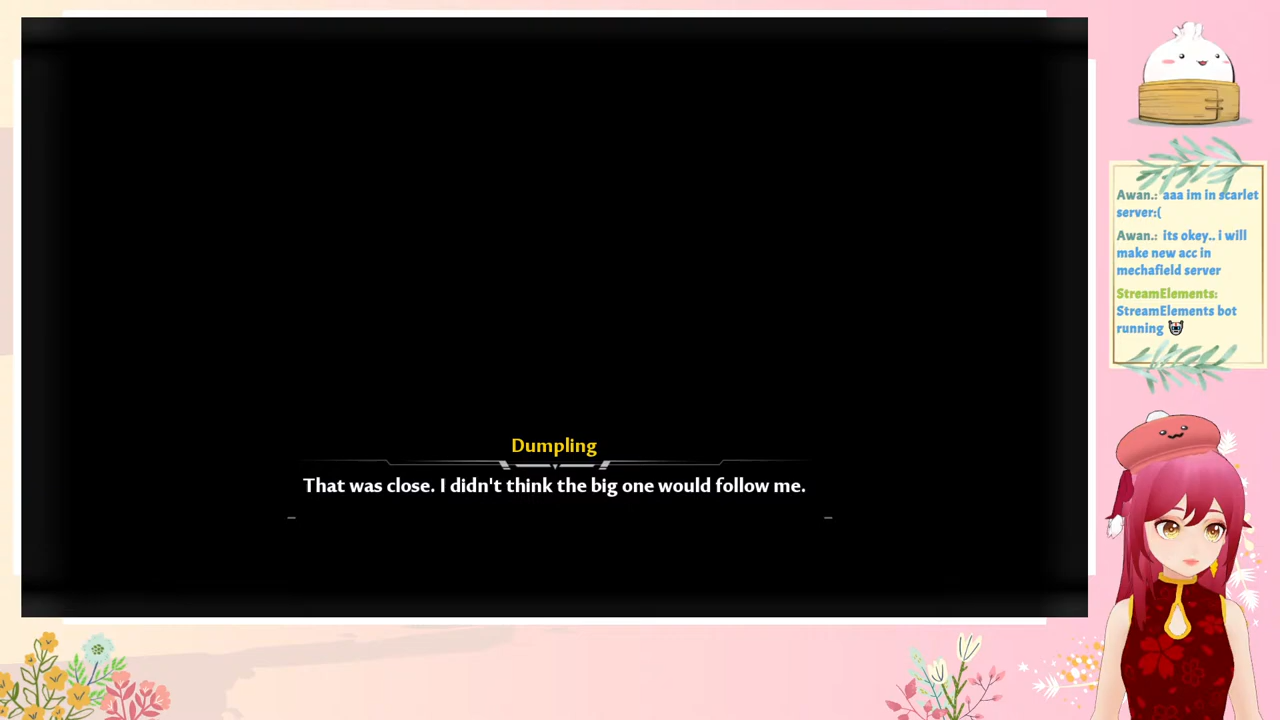 Dumpling
That was close. I didn't think the big one would follow me.
Awan.: aaa im in scarlet
server:(
Awan.: its okey.. i will
make new acc in
mechafield server
StreamElements:
StreamElements bot
running